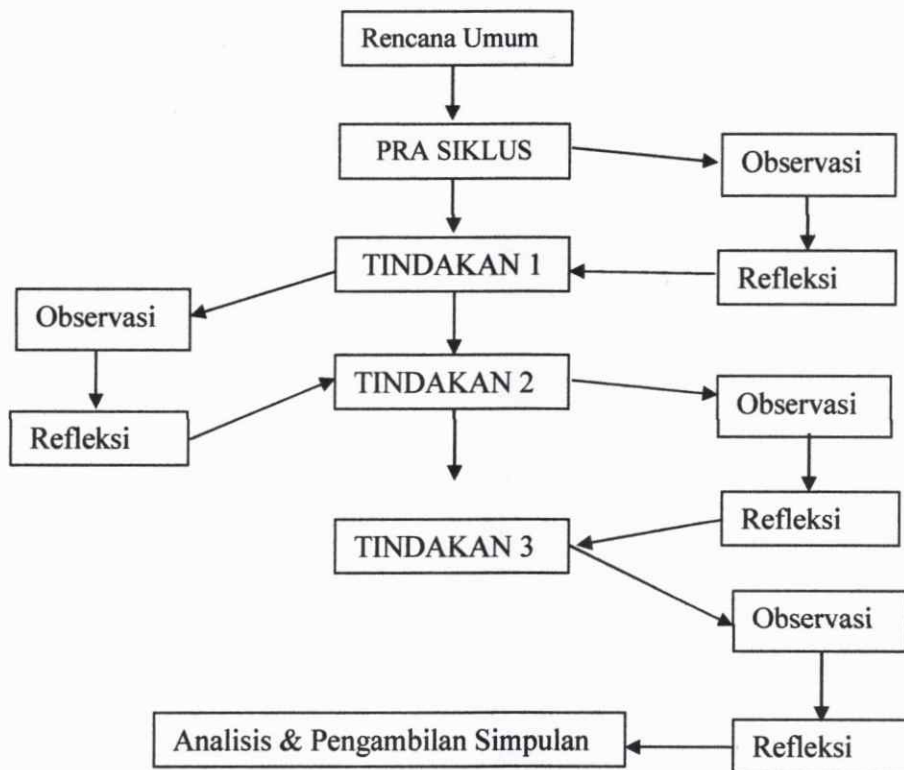 Rencana Umum
PRA SIKLUS
Observasi
TINDAKAN 1
Refleksi
Observasi
TINDAKAN 2
Observasi
Refleksi
Refleksi
TINDAKAN 3
Observasi
Analisis & Pengambilan Simpulan
Refleksi